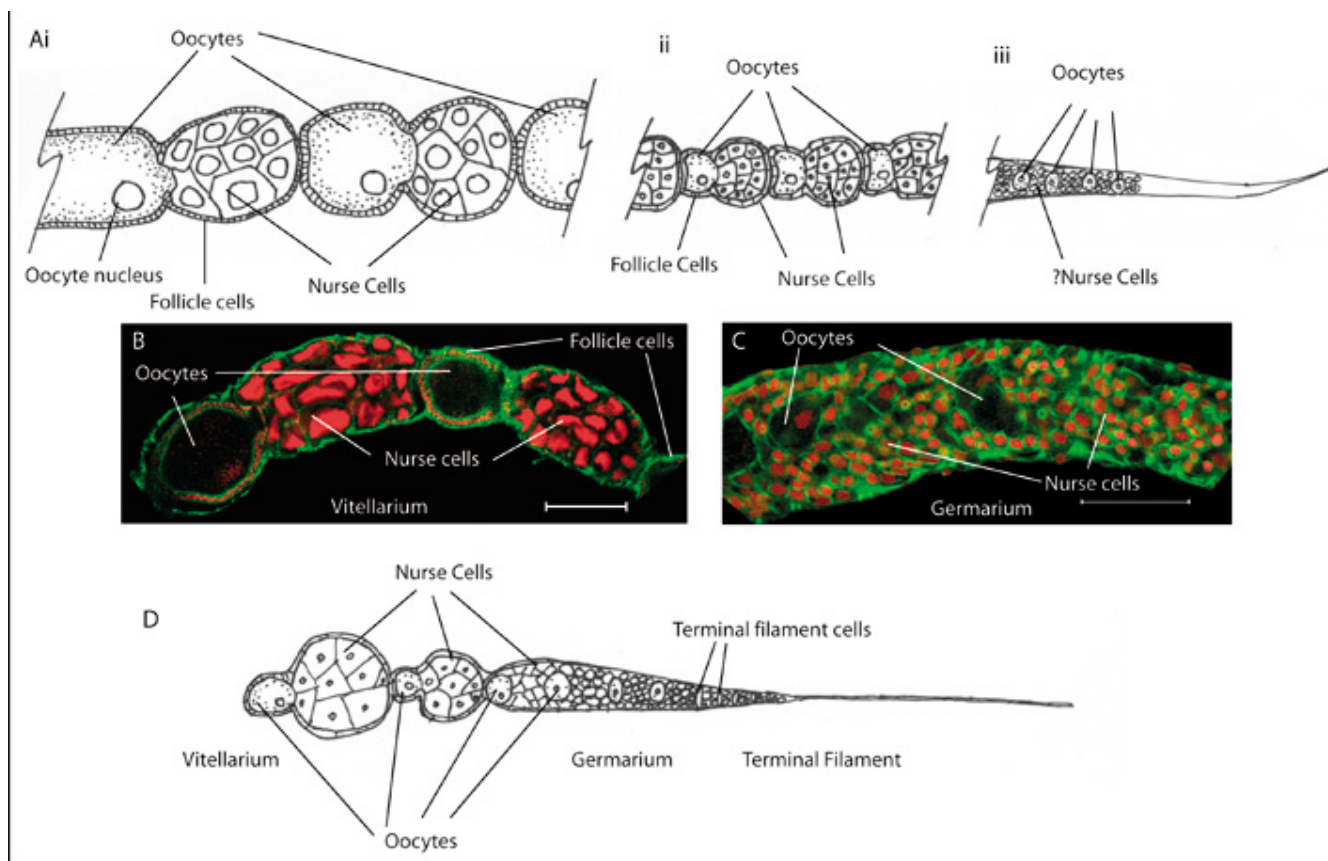 Ai
Oocytes
Oocyte nucleus
Follicle cells
Nurse Cells
ii
Oocytes
Follicle Cells
Nurse Cells
iii
Oocytes
?Nurse Cells
B
Follicle cells
Oocytes
Nurse cells
Vitellarium
C
Oocytes
Nurse cells
Germarium
D
Nurse Cells
Terminal filament cells
Vitellarium
Germarium
Terminal Filament
Oocytes